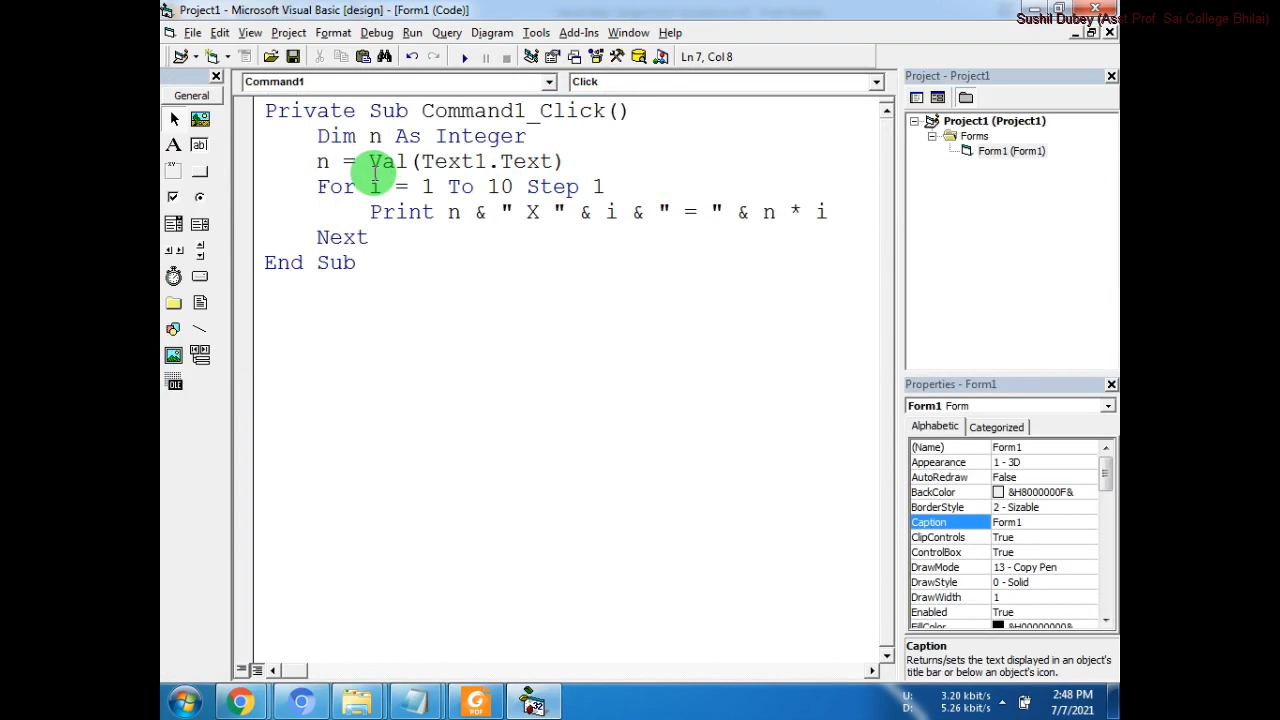 Project1 - Microsoft Visual Basic [design] - [Form1 (Code)]
Sushil Dubey (Asst.Prof. Sai College Bhilai)
File Edit View Project Format Debug Run Query Diagram Tools Add-Ins Window Help
Ln 7, Col 8
General
Command1
Click
Private Sub Command1_Click()
Dim n As Integer
n = Val(Text1.Text)
For i = 1 To 10 Step 1
Print n & " X " & i & " = " & n * i
Next
End Sub
Project - Project1
Project1 (Project1)
Forms
Form1 (Form1)
Properties - Form1
Form1 Form
Alphabetic Categorized
(Name) Form1
Appearance 1 - 3D
AutoRedraw False
BackColor &H8000000F&
BorderStyle 2 - Sizable
Caption Form1
ClipControls True
ControlBox True
DrawMode 13 - Copy Pen
DrawStyle 0 - Solid
DrawWidth 1
Enabled True
FillColor &H00000000&
Caption
Returns/sets the text displayed in an object's title bar or below an object's icon.
U: 3.20 kbit/s
D: 5.26 kbit/s
2:48 PM
7/7/2021